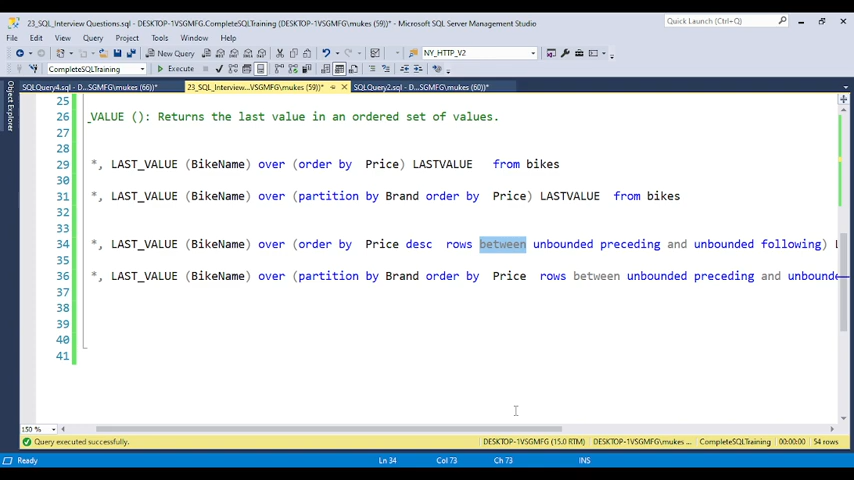 23_SQL_Interview Questions.sql - DESKTOP-1VSGMFG.CompleteSQLTraining (DESKTOP-1VSGMFG\mukes (59))* - Microsoft SQL Server Management Studio
Quick Launch (Ctrl+Q)
File Edit View Query Project Tools Window Help
New Query NY_HTTP_V2
CompleteSQLTraining Execute
SQLQuery4.sql - D...SGMFG\mukes (66))* 23_SQL_Interview...VSGMFG\mukes (59))* SQLQuery2.sql - D...SGMFG\mukes (60))*
Object Explorer
25
26 _VALUE (): Returns the last value in an ordered set of values.
27
28
29 *, LAST_VALUE (BikeName) over (order by Price) LASTVALUE from bikes
30
31 *, LAST_VALUE (BikeName) over (partition by Brand order by Price) LASTVALUE from bikes
32
33
34 *, LAST_VALUE (BikeName) over (order by Price desc rows between unbounded preceding and unbounded following) L
35
36 *, LAST_VALUE (BikeName) over (partition by Brand order by Price rows between unbounded preceding and unbounde
37
38
39
40
41
150 %
Query executed successfully. DESKTOP-1VSGMFG (15.0 RTM) DESKTOP-1VSGMFG\mukes ... CompleteSQLTraining 00:00:00 54 rows
Ready Ln 34 Col 73 Ch 73 INS